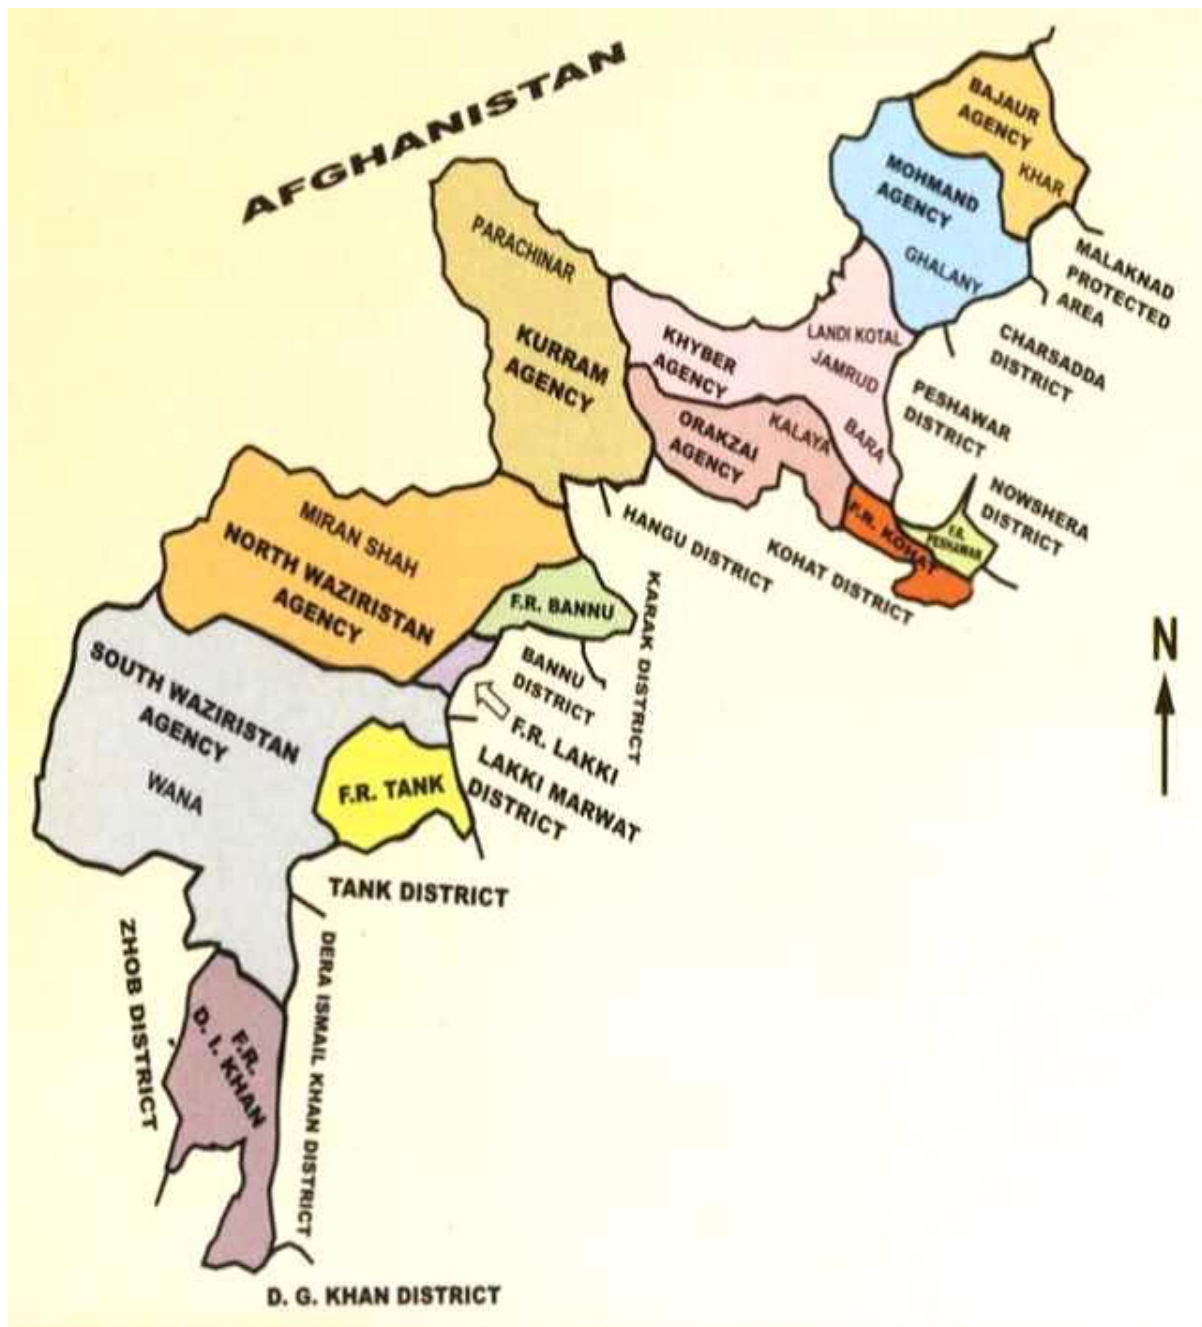 AFGHANISTAN
BAJAUR
AGENCY
KHAR
MOHMAND
AGENCY
GHALANY
MALAKNAD
PROTECTED
AREA
CHARSADDA
DISTRICT
PARACHINAR
KURRAM
AGENCY
KHYBER
AGENCY
LANDI KOTAL
JAMRUD
BARA
PESHAWAR
DISTRICT
ORAKZAI
AGENCY
KALAYA
NOWSHERA
DISTRICT
F.R. KOHAT
F.R.
PESHAWAR
HANGU DISTRICT
KOHAT DISTRICT
KARAK DISTRICT
MIRAN SHAH
NORTH WAZIRISTAN
AGENCY
F.R. BANNU
BANNU
DISTRICT
F.R. LAKKI
LAKKI MARWAT
DISTRICT
N
SOUTH WAZIRISTAN
AGENCY
WANA
F.R. TANK
TANK DISTRICT
ZHOB DISTRICT
DERA ISMAIL KHAN DISTRICT
F.R.
D. I. KHAN
D. G. KHAN DISTRICT